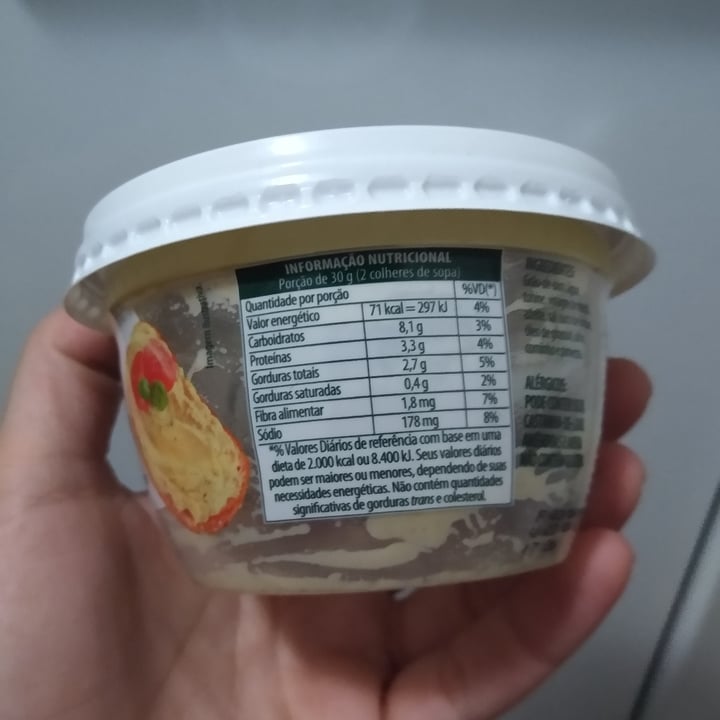 INFORMAÇÃO NUTRICIONAL
Porção de 30 g (2 colheres de sopa)
Quantidade por porção %VD(*)
Valor energético 71 kcal = 297 kJ 4%
Carboidratos 8,1 g 3%
Proteínas 3,3 g 4%
Gorduras totais 2,7 g 5%
Gorduras saturadas 0,4 g 2%
Fibra alimentar 1,8 mg 7%
Sódio 178 mg 8%
*% Valores Diários de referência com base em uma
dieta de 2.000 kcal ou 8.400 kJ. Seus valores diários
podem ser maiores ou menores, dependendo de suas
necessidades energéticas. Não contém quantidades
significativas de gorduras trans e colesterol.
Imagem ilustrativa.
INGREDIENTES
ALÉRGICOS:
PODE CONTER